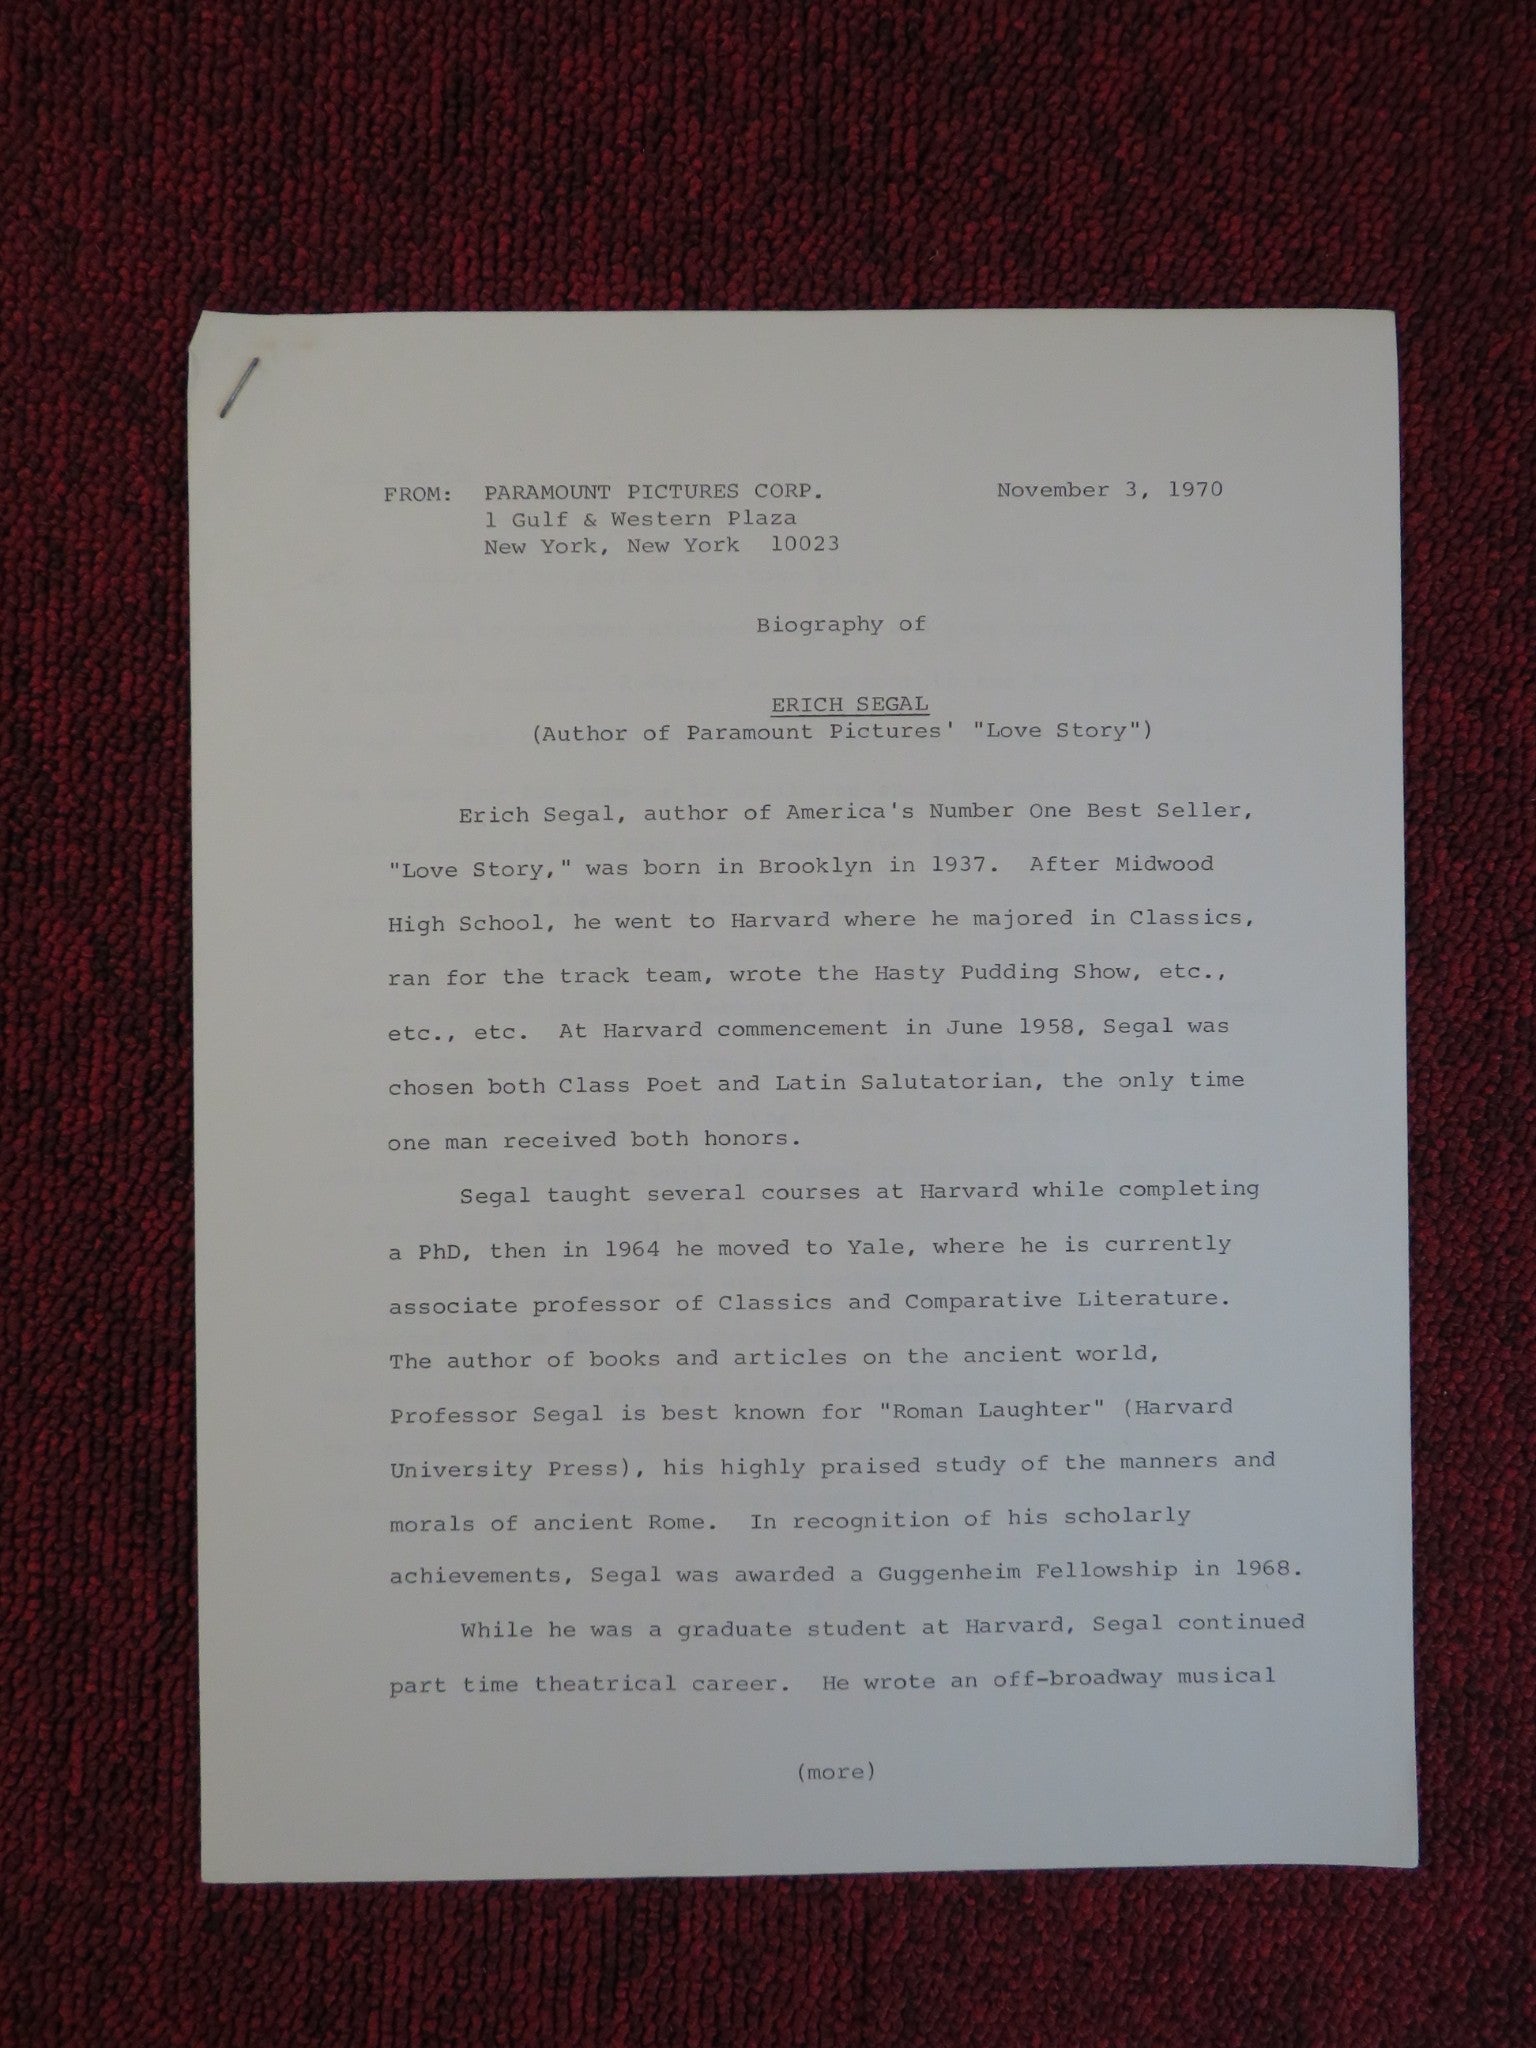 FROM: PARAMOUNT PICTURES CORP. November 3, 1970
1 Gulf & Western Plaza
New York, New York 10023
Biography of
ERICH SEGAL
(Author of Paramount Pictures' "Love Story")
Erich Segal, author of America's Number One Best Seller,
"Love Story," was born in Brooklyn in 1937. After Midwood
High School, he went to Harvard where he majored in Classics,
ran for the track team, wrote the Hasty Pudding Show, etc.,
etc., etc. At Harvard commencement in June 1958, Segal was
chosen both Class Poet and Latin Salutatorian, the only time
one man received both honors.
Segal taught several courses at Harvard while completing
a PhD, then in 1964 he moved to Yale, where he is currently
associate professor of Classics and Comparative Literature.
The author of books and articles on the ancient world,
Professor Segal is best known for "Roman Laughter" (Harvard
University Press), his highly praised study of the manners and
morals of ancient Rome. In recognition of his scholarly
achievements, Segal was awarded a Guggenheim Fellowship in 1968.
While he was a graduate student at Harvard, Segal continued
part time theatrical career. He wrote an off-broadway musical
(more)